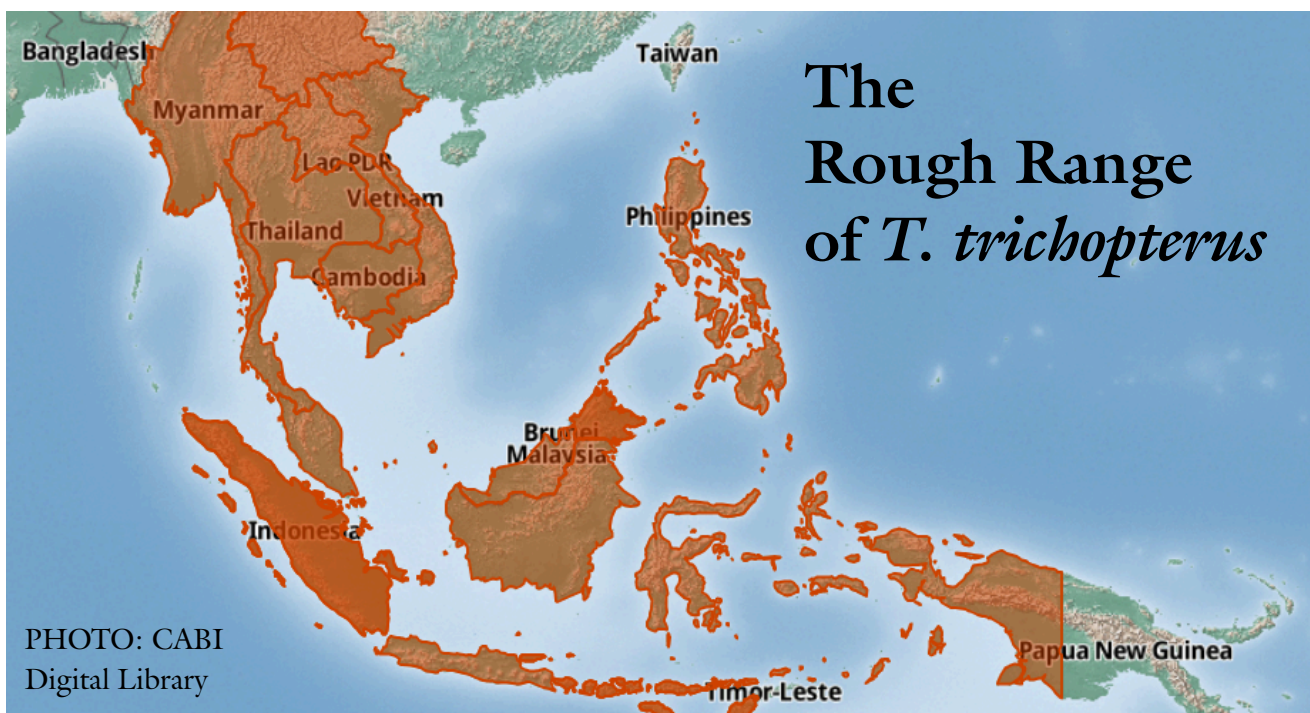 Bangladesh
Taiwan
The
Rough Range
of T. trichopterus
Myanmar
Lao PDR
Vietnam
Thailand
Philippines
Cambodia
Brunei
Malaysia
Indonesia
PHOTO: CABI
Digital Library
Papua New Guinea
Timor-Leste